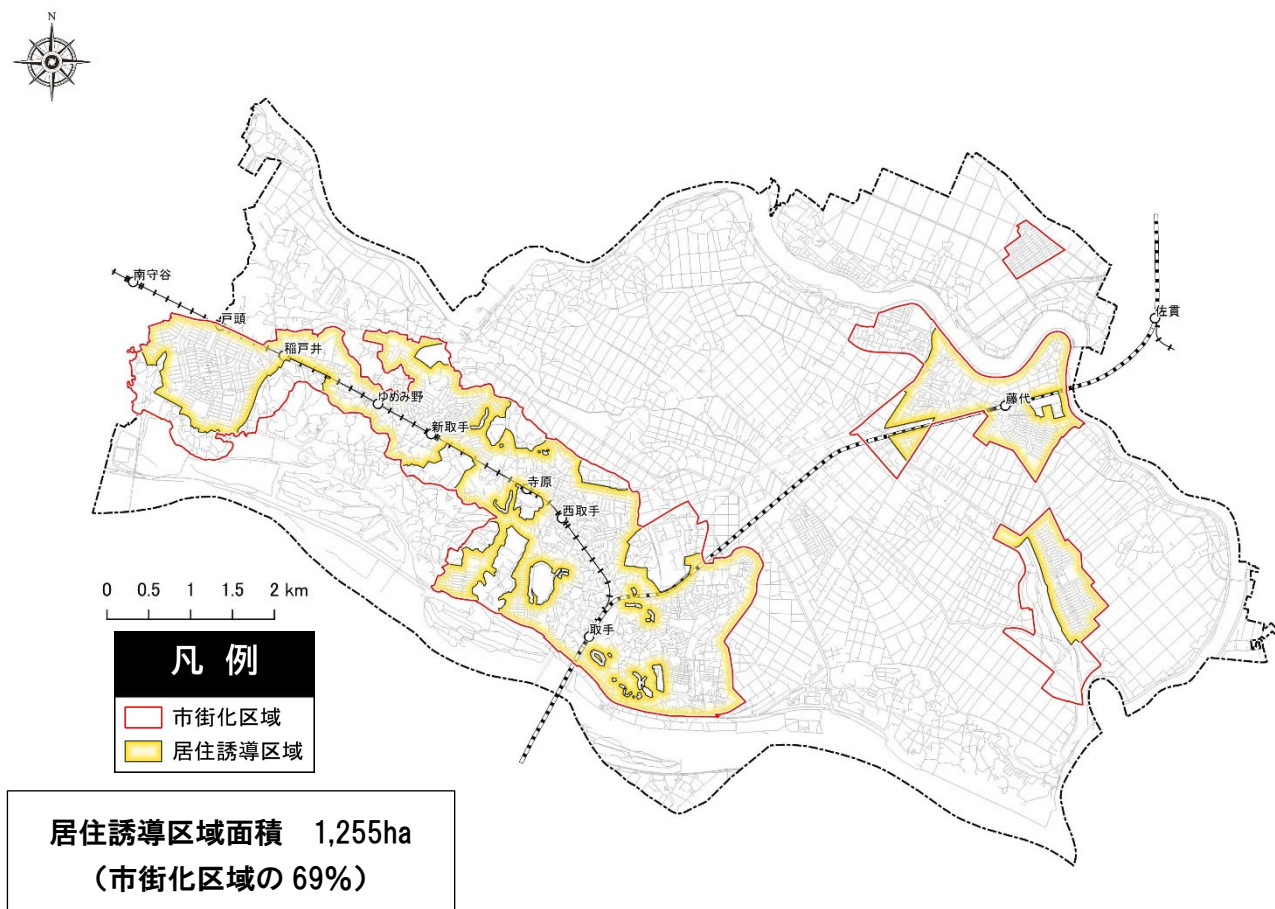 N
南守谷
戸頭
稲戸井
ゆめみ野
新取手
寺原
西取手
取手
藤代
佐貫
0 0.5 1 1.5 2 km
凡 例
市街化区域
居住誘導区域
居住誘導区域面積 1,255ha
（市街化区域の 69%）